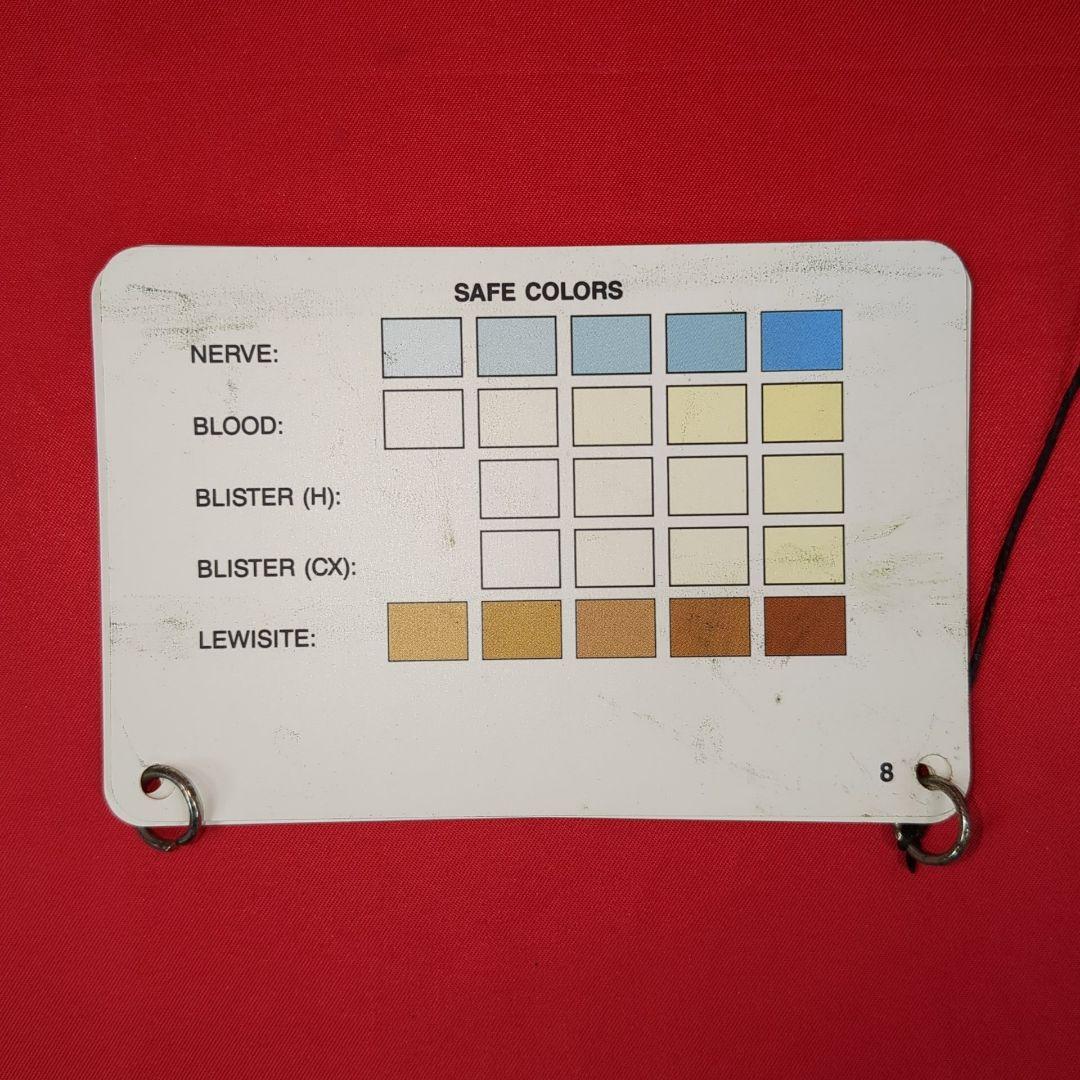 SAFE COLORS
NERVE:
BLOOD:
BLISTER (H):
BLISTER (CX):
LEWISITE:
8